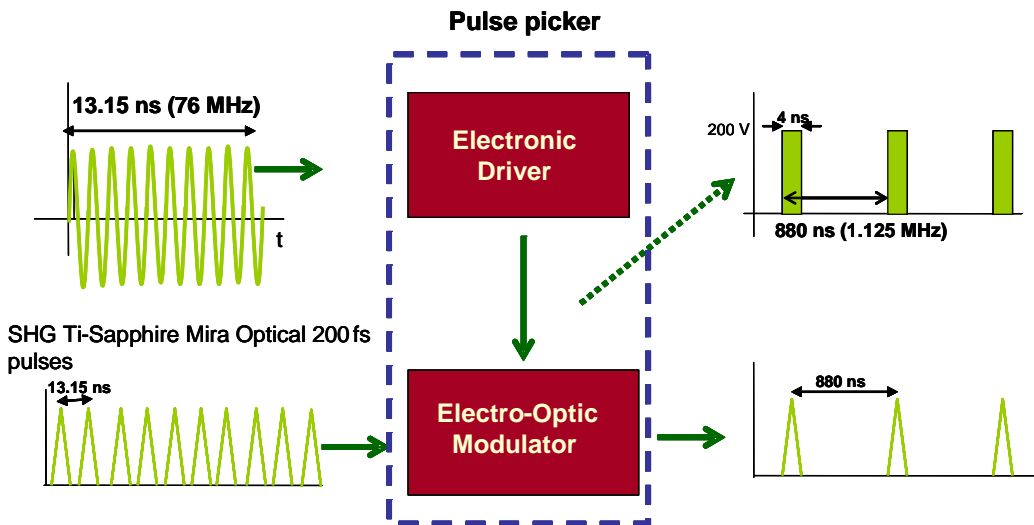 Pulse picker
13.15 ns (76 MHz)
t
Electronic
Driver
4 ns
200 V
880 ns (1.125 MHz)
SHG Ti-Sapphire Mira Optical 200 fs
pulses
13.15 ns
Electro-Optic
Modulator
880 ns